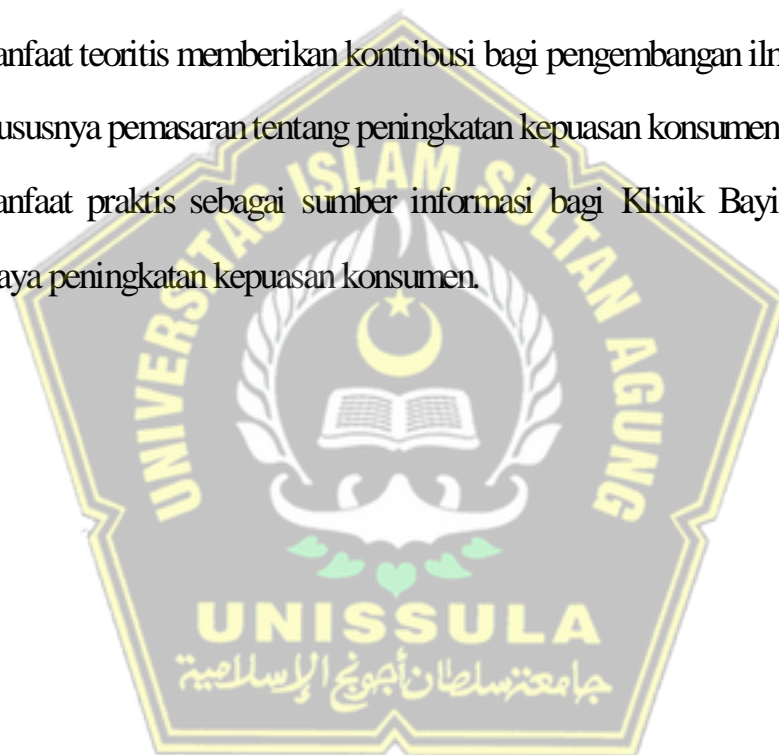 anfaat teoritis memberikan kontribusi bagi pengembangan iln
ususnya pemasaran tentang peningkatan kepuasan konsumen
anfaat praktis sebagai sumber informasi bagi Klinik Bayi
aya peningkatan kepuasan konsumen.
UNIVERSITAS ISLAM SULTAN AGUNG
UNISSULA
جامعة سلطان أجونج الإسلامية